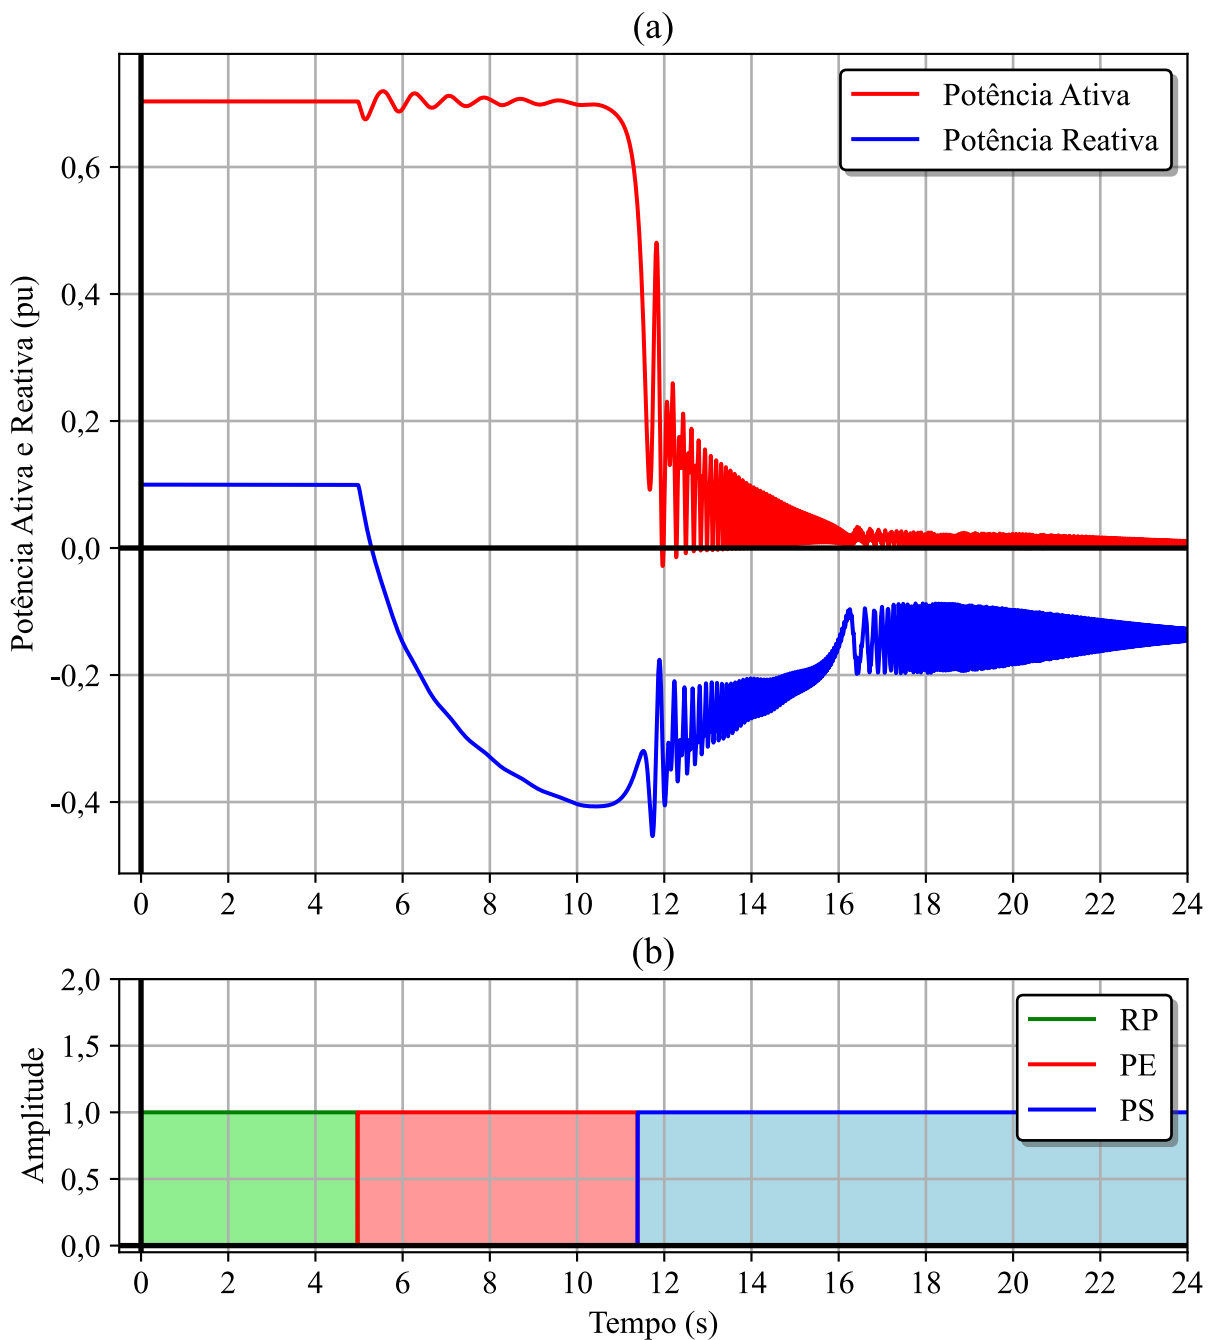 (a)
Potência Ativa e Reativa (pu)
0,6
0,4
0,2
0,0
-0,2
-0,4
Potência Ativa
Potência Reativa
0 2 4 6 8 10 12 14 16 18 20 22 24
(b)
Amplitude
2,0
1,5
1,0
0,5
0,0
RP
PE
PS
0 2 4 6 8 10 12 14 16 18 20 22 24
Tempo (s)